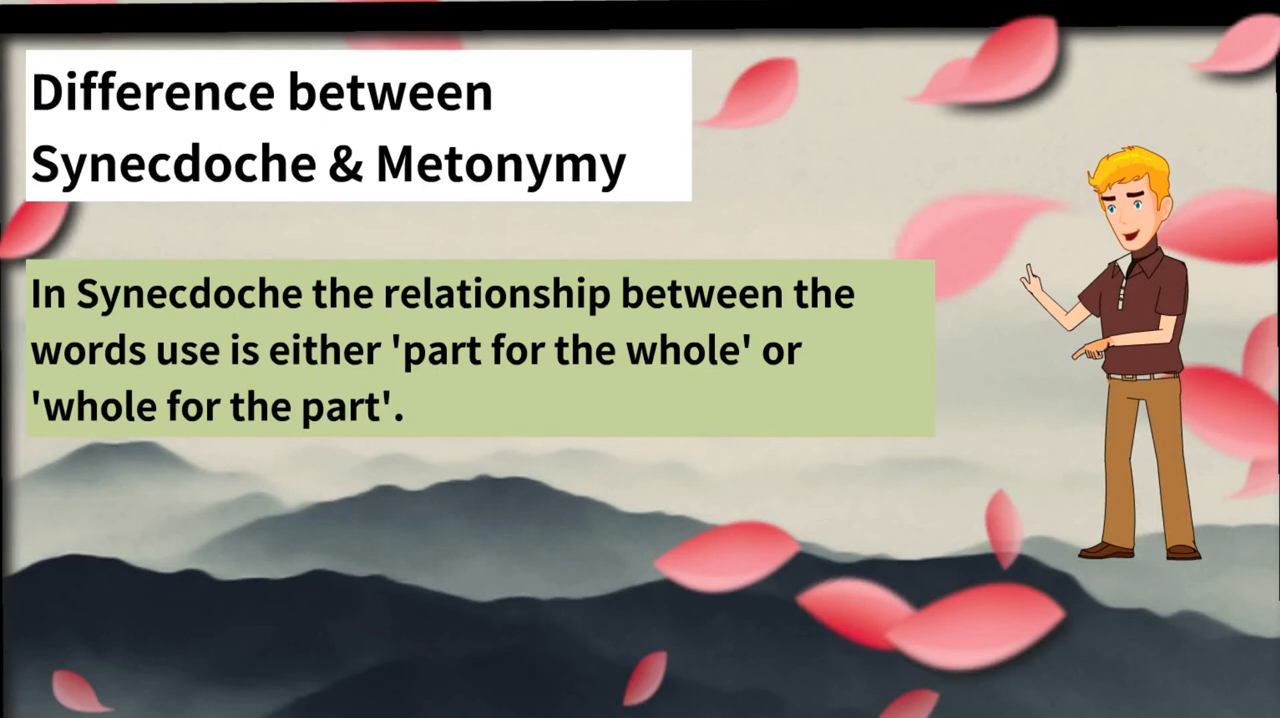 Difference between
Synecdoche & Metonymy
In Synecdoche the relationship between the
words use is either 'part for the whole' or
'whole for the part'.